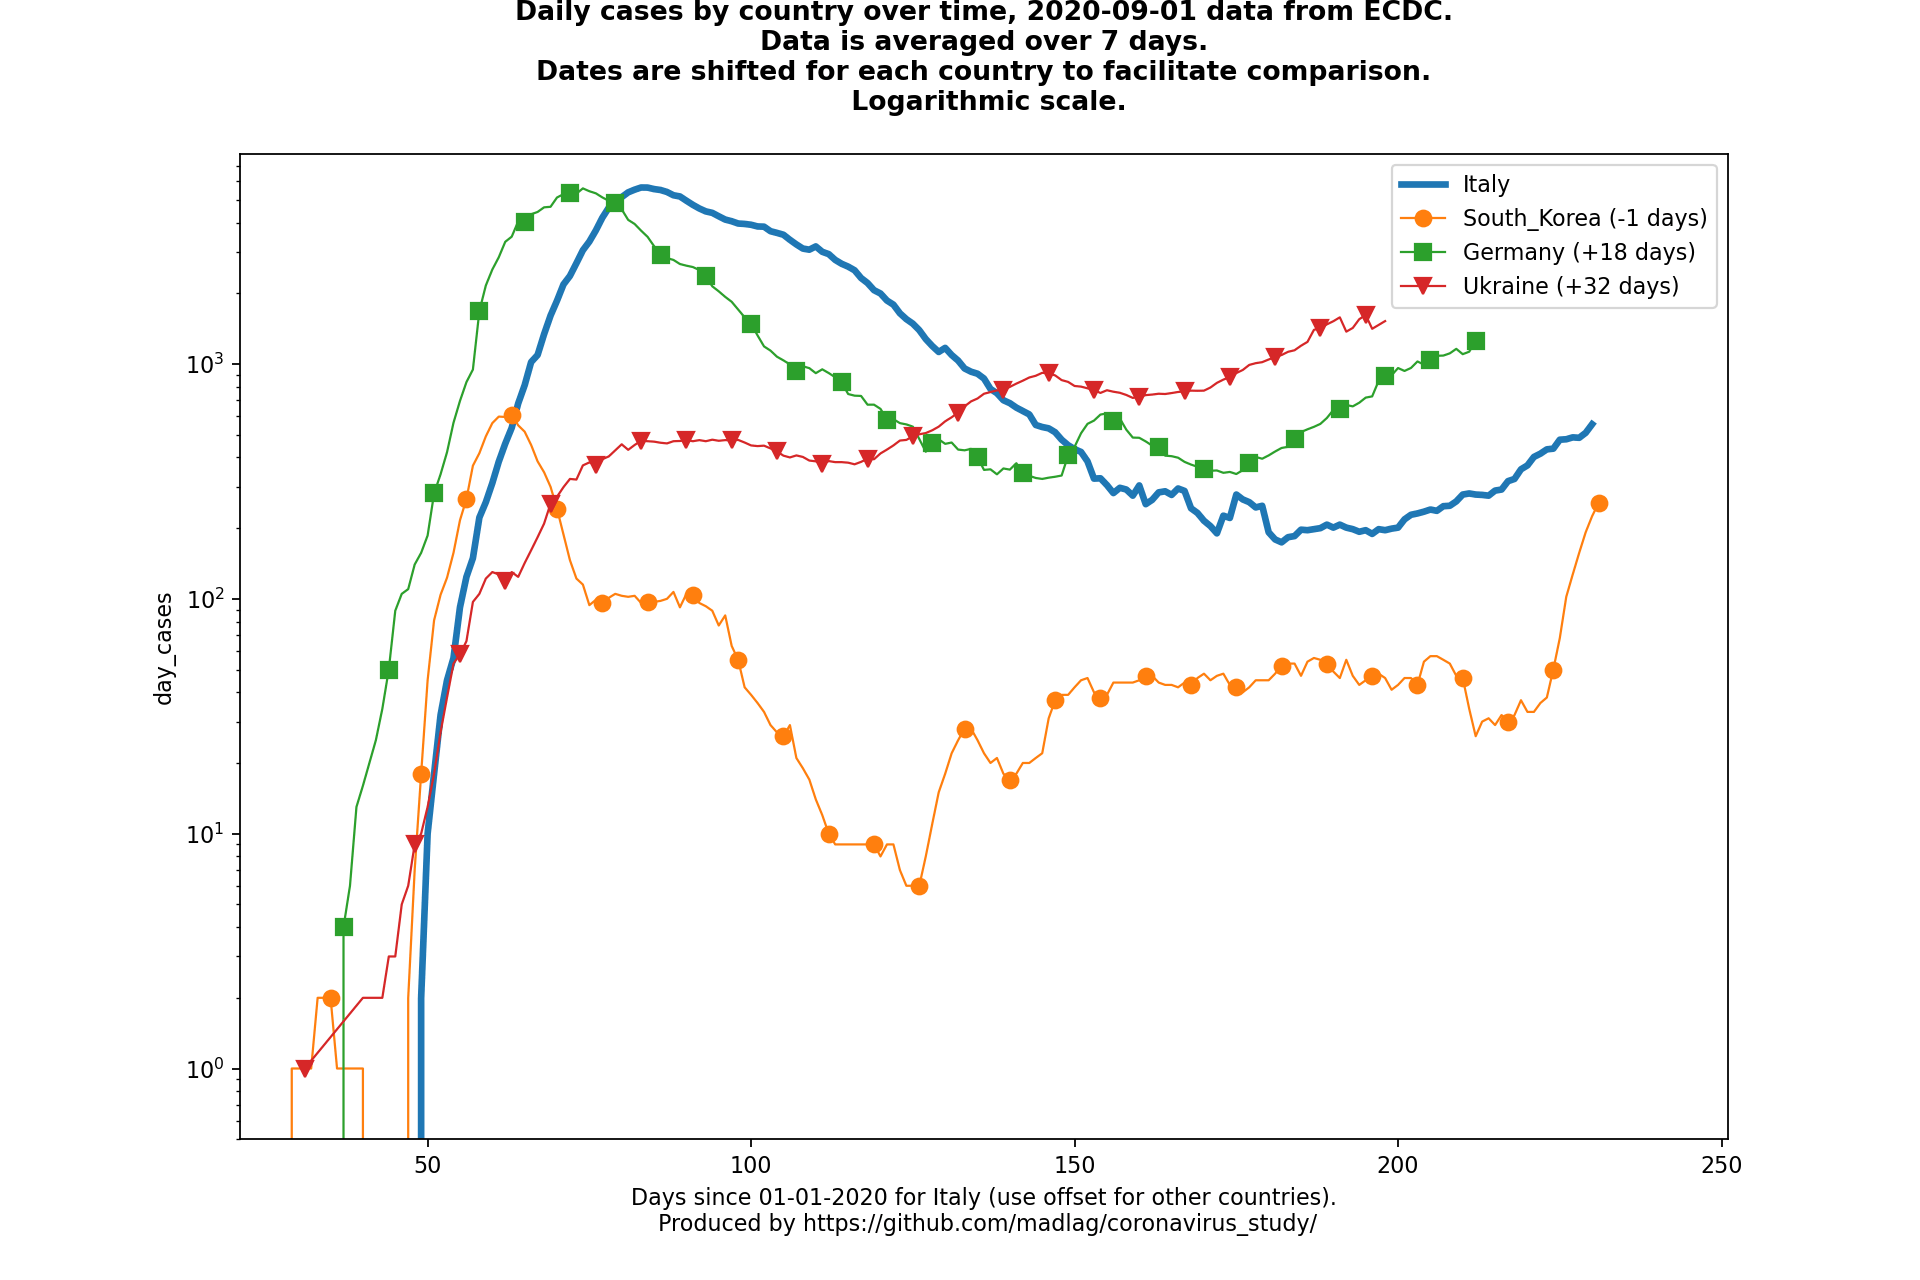 Daily cases by country over time, 2020-09-01 data from ECDC.
Data is averaged over 7 days.
Dates are shifted for each country to facilitate comparison.
Logarithmic scale.
Italy
South_Korea (-1 days)
Germany (+18 days)
Ukraine (+32 days)
day_cases
10³
10²
10¹
10⁰
50 100 150 200 250
Days since 01-01-2020 for Italy (use offset for other countries).
Produced by https://github.com/madlag/coronavirus_study/